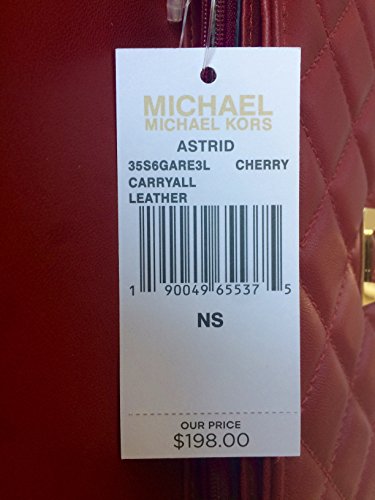 MICHAEL
MICHAEL KORS
ASTRID
35S6GARE3L CHERRY
CARRYALL
LEATHER
1 90049 65537 5
NS
OUR PRICE
$198.00